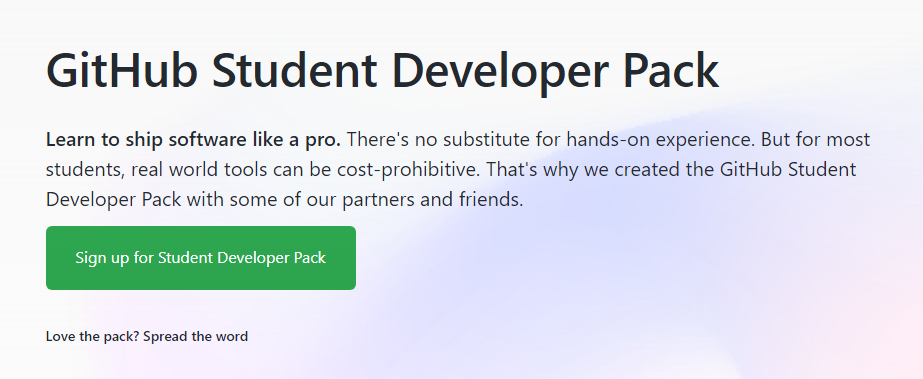 GitHub Student Developer Pack
Learn to ship software like a pro. There's no substitute for hands-on experience. But for most
students, real world tools can be cost-prohibitive. That's why we created the GitHub Student
Developer Pack with some of our partners and friends.
Sign up for Student Developer Pack
Love the pack? Spread the word